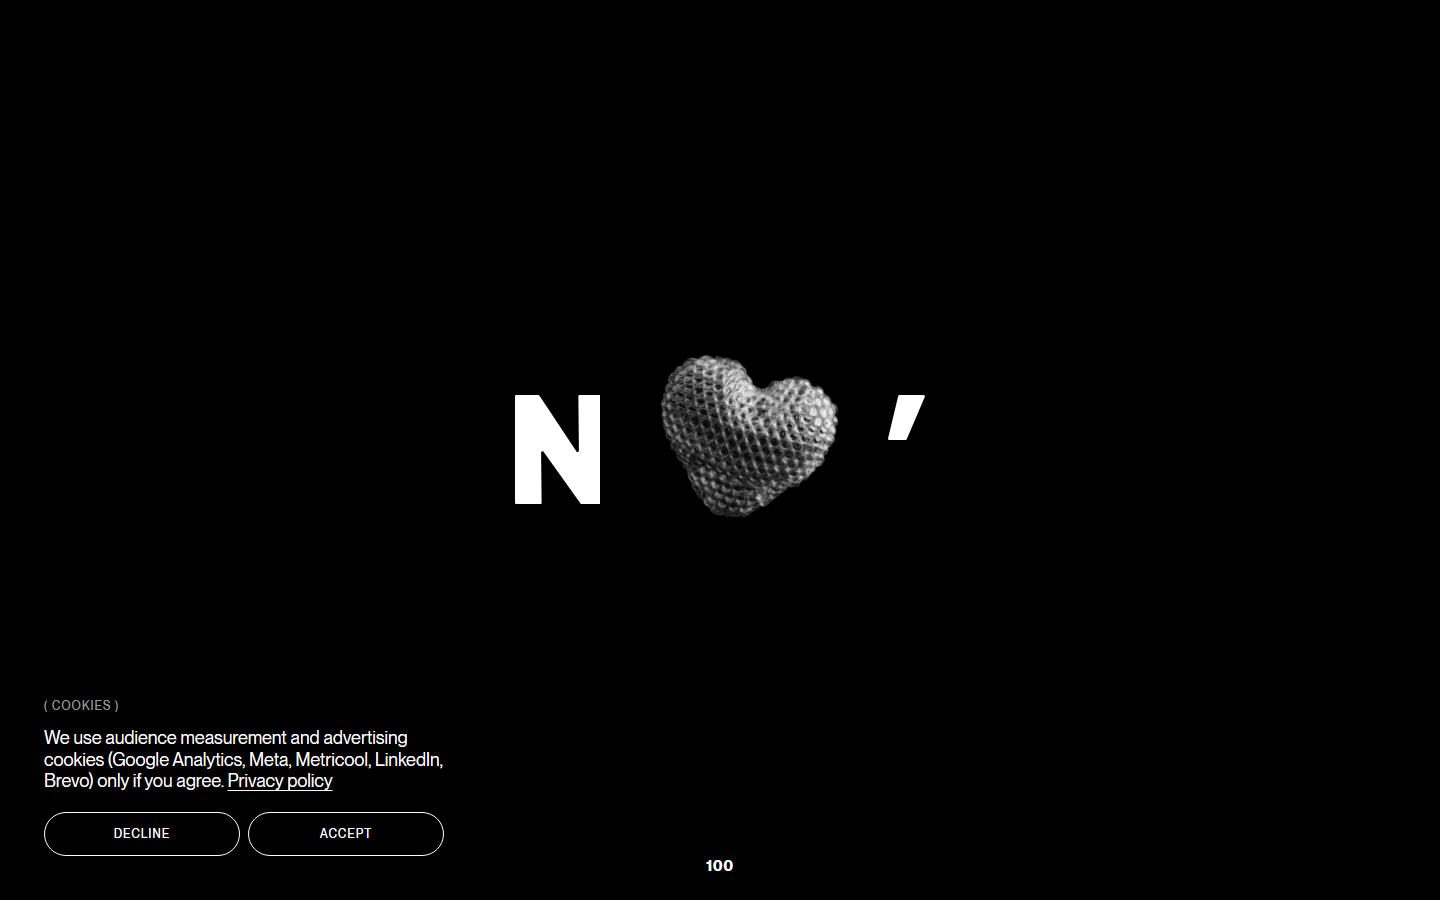 N ’
( COOKIES )
We use audience measurement and advertising
cookies (Google Analytics, Meta, Metricool, LinkedIn,
Brevo) only if you agree. Privacy policy
DECLINE
ACCEPT
100